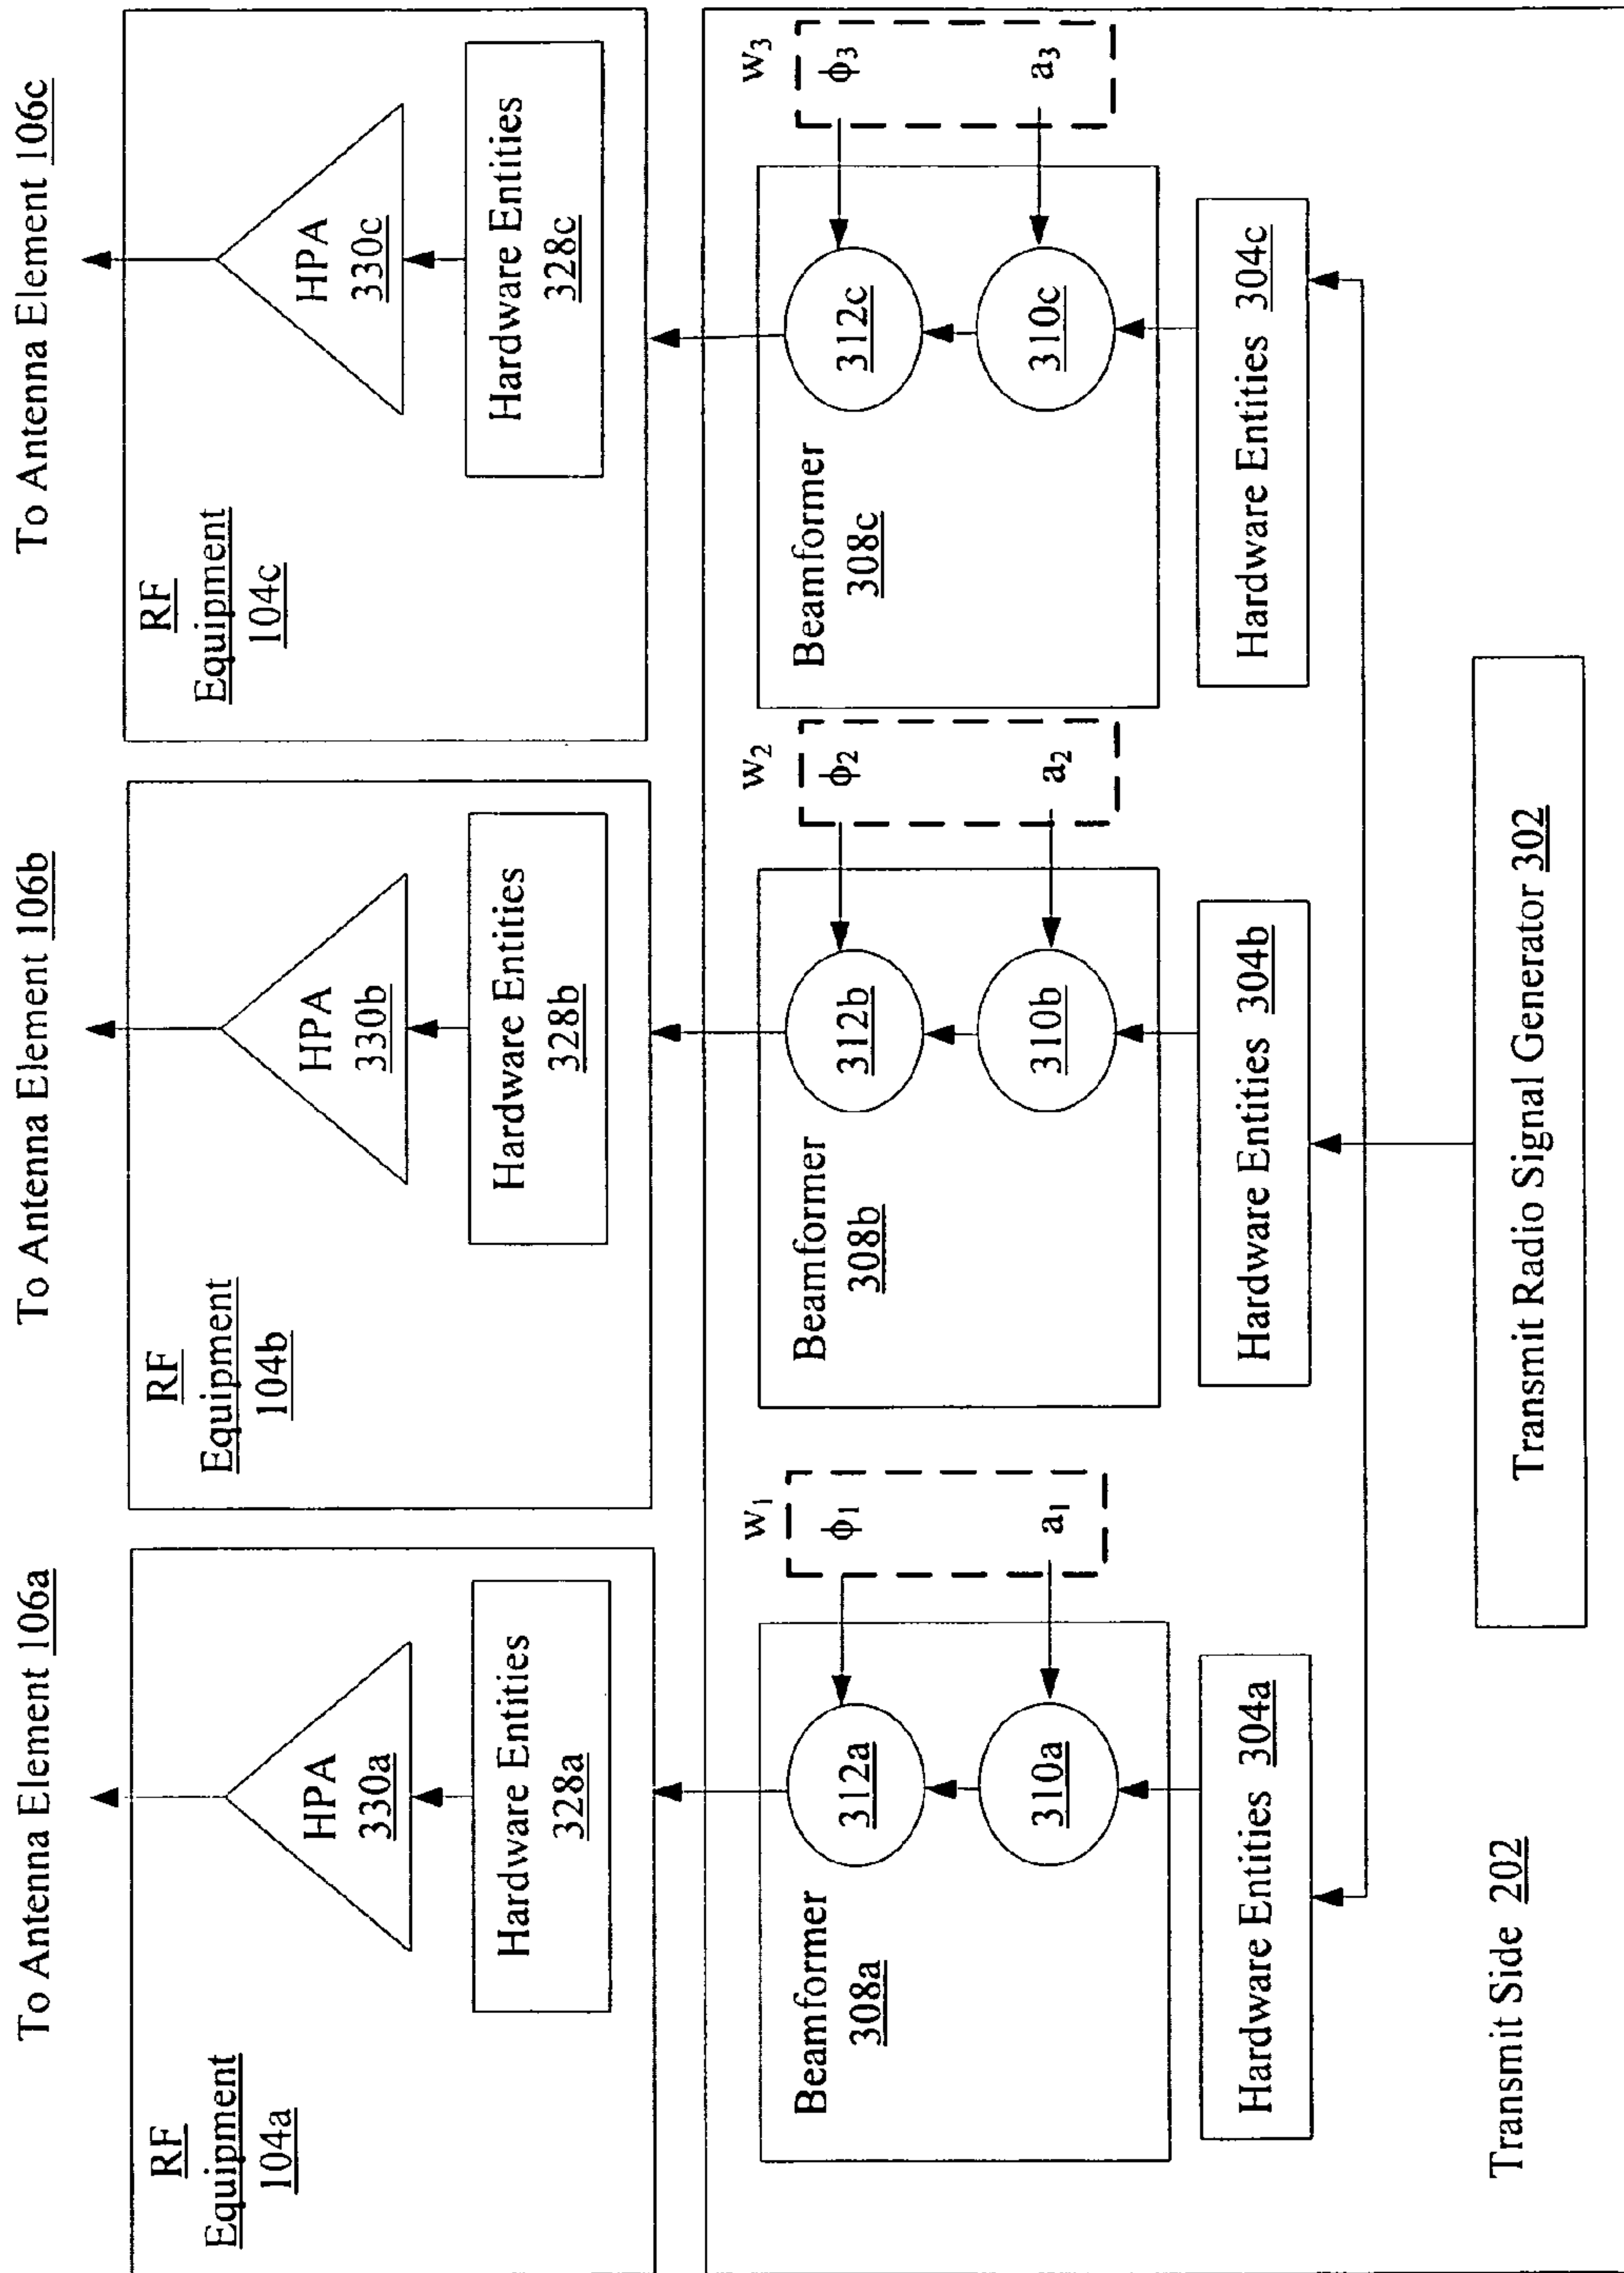 To Antenna Element 106a
To Antenna Element 106b
To Antenna Element 106c
RF
Equipment
104a
HPA
330a
Hardware Entities
328a
RF
Equipment
104b
HPA
330b
Hardware Entities
328b
RF
Equipment
104c
HPA
330c
Hardware Entities
328c
Beamformer
308a
312a
310a
w₁
ϕ₁
a₁
Beamformer
308b
312b
310b
w₂
ϕ₂
a₂
Beamformer
308c
312c
310c
w₃
ϕ₃
a₃
Hardware Entities 304a
Hardware Entities 304b
Hardware Entities 304c
Transmit Side 202
Transmit Radio Signal Generator 302